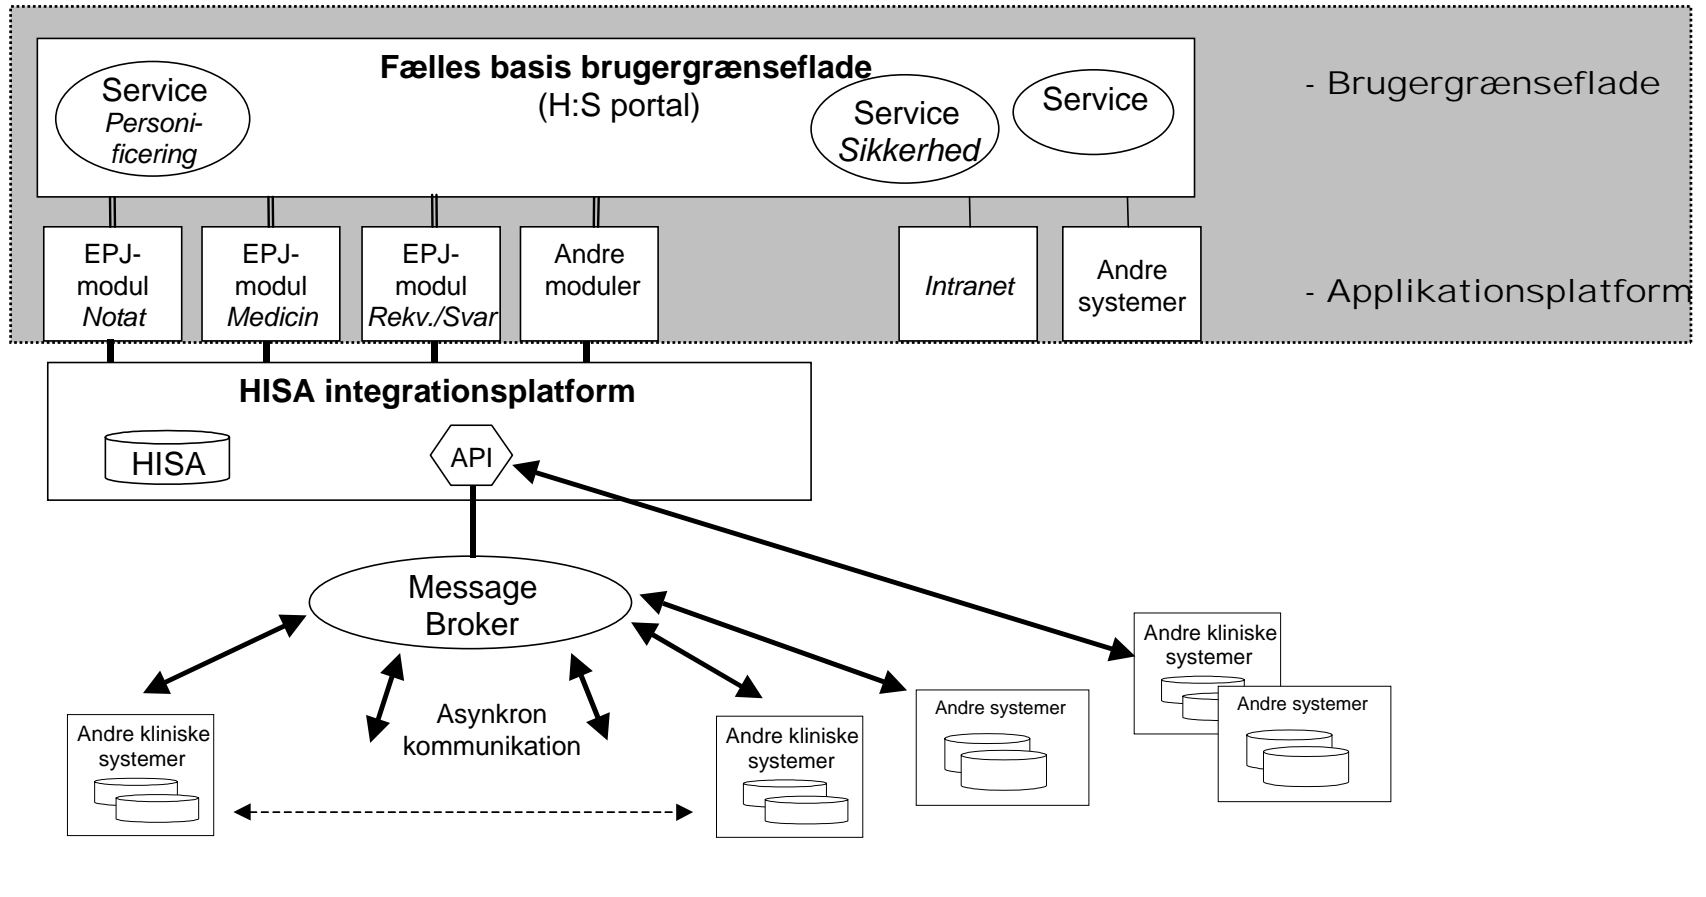 Fælles basis brugergrænseflade
(H:S portal)
Service
Personi-
ficering
Service
Sikkerhed
Service
- Brugergrænseflade
EPJ-
modul
Notat
EPJ-
modul
Medicin
EPJ-
modul
Rekv./Svar
Andre
moduler
Intranet
Andre
systemer
- Applikationsplatform
HISA integrationsplatform
HISA
API
Message
Broker
Asynkron
kommunikation
Andre kliniske
systemer
Andre kliniske
systemer
Andre systemer
Andre kliniske
systemer
Andre systemer